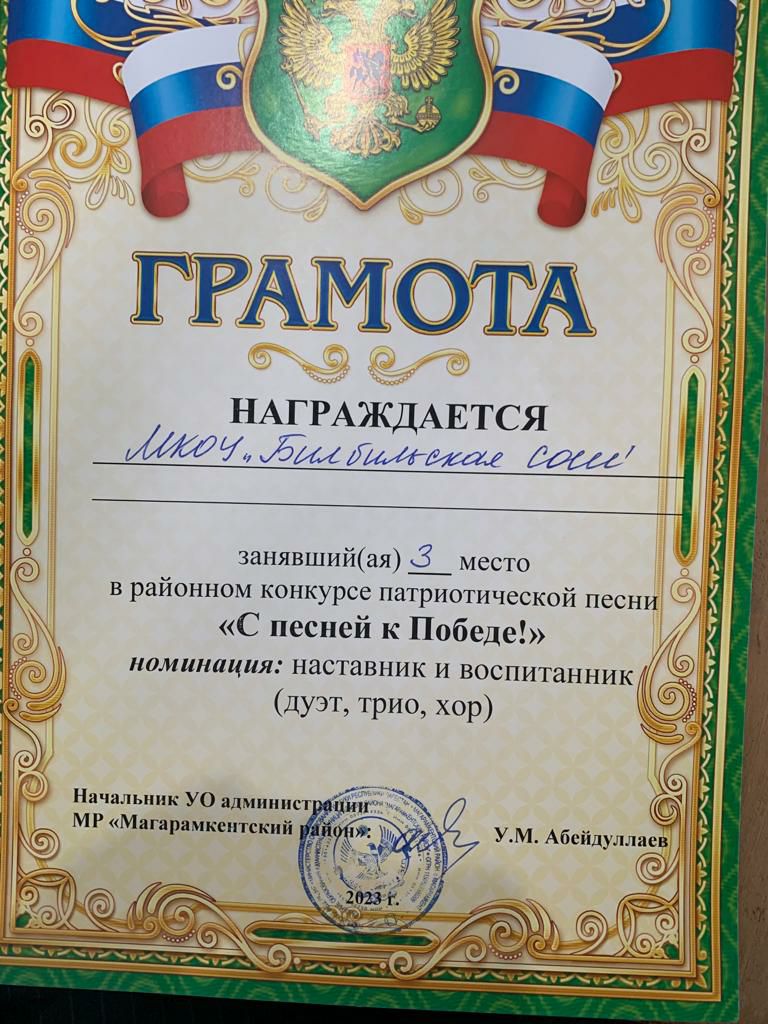 ГРАМОТА
НАГРАЖДАЕТСЯ
МКОУ „Билбильская сош"
занявший(ая) 3 место
в районном конкурсе патриотической песни
«С песней к Победе!»
номинация: наставник и воспитанник
(дуэт, трио, хор)
Начальник УО администрации
МР «Магарамкентский район»: У.М. Абейдуллаев
2023 г.